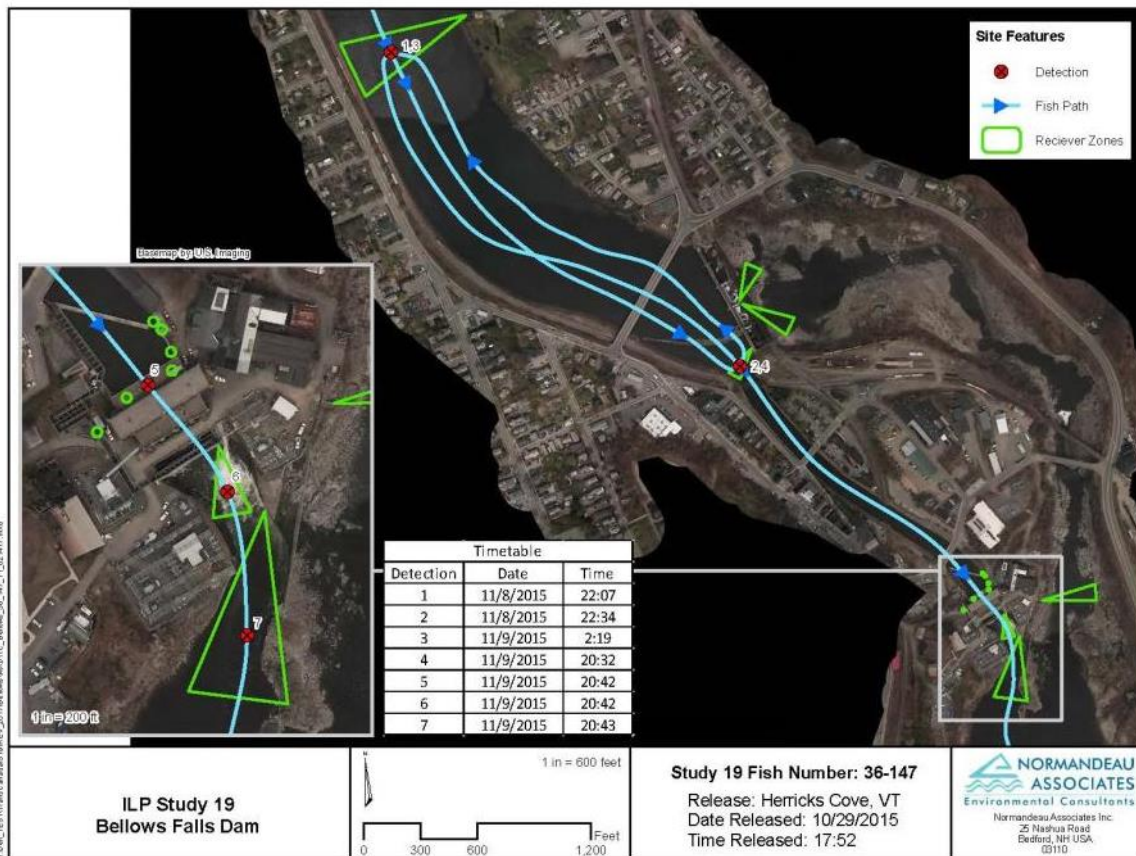 1,3
Site Features
Detection
Fish Path
Reciever Zones
Basemap by: U.S. Imaging
2,4
5
6
7
1 in = 200 ft
Timetable
Detection Date Time
1 11/8/2015 22:07
2 11/8/2015 22:34
3 11/9/2015 2:19
4 11/9/2015 20:32
5 11/9/2015 20:42
6 11/9/2015 20:42
7 11/9/2015 20:43
ILP Study 19
Bellows Falls Dam
N
1 in = 600 feet
Feet
0 300 600 1,200
Study 19 Fish Number: 36-147
Release: Herricks Cove, VT
Date Released: 10/29/2015
Time Released: 17:52
NORMANDEAU
ASSOCIATES
Environmental Consultants
Normandeau Associates Inc.
25 Nashua Road
Bedford, NH USA
03110